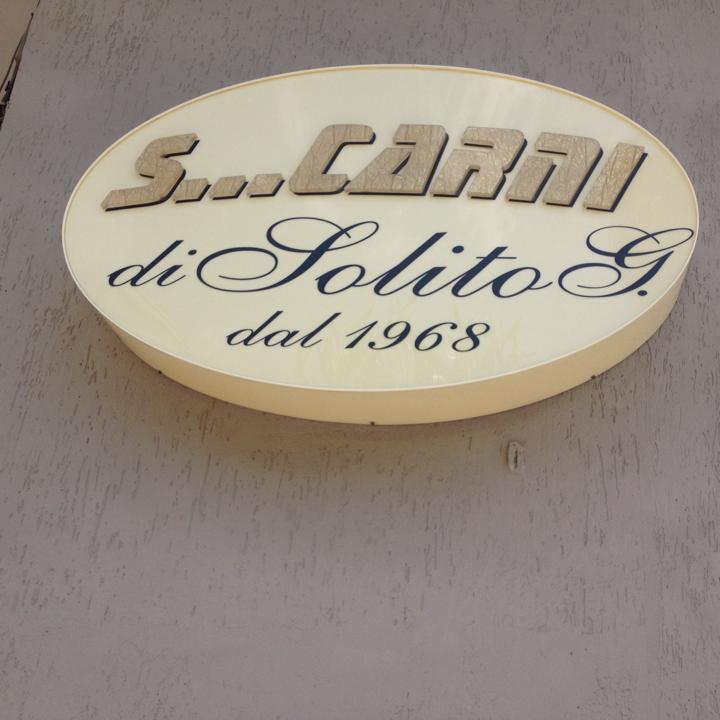 S...CARNI
di Solito G.
dal 1968